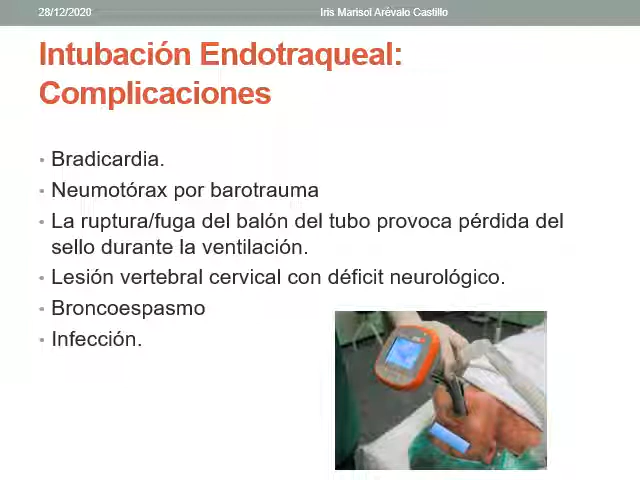 28/12/2020
Iris Marisol Arévalo Castillo
Intubación Endotraqueal:
Complicaciones
• Bradicardia.
• Neumotórax por barotrauma
• La ruptura/fuga del balón del tubo provoca pérdida del
sello durante la ventilación.
• Lesión vertebral cervical con déficit neurológico.
• Broncoespasmo
• Infección.